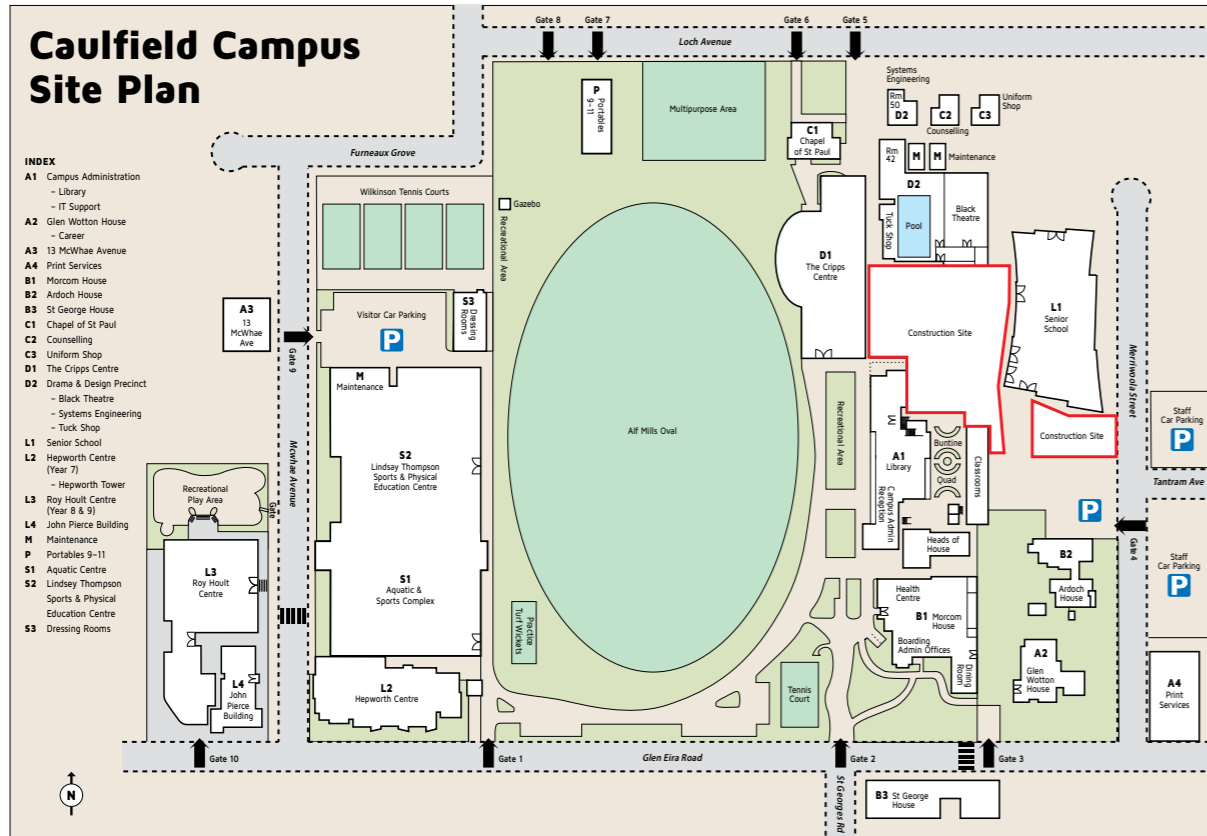 Caulfield Campus
Site Plan
INDEX
A1 Campus Administration
– Library
– IT Support
A2 Glen Wotton House
– Career
A3 13 McWhae Avenue
A4 Print Services
B1 Morcom House
B2 Ardoch House
B3 St George House
C1 Chapel of St Paul
C2 Counselling
C3 Uniform Shop
D1 The Cripps Centre
D2 Drama & Design Precinct
– Black Theatre
– Systems Engineering
– Tuck Shop
L1 Senior School
L2 Hepworth Centre
(Year 7)
– Hepworth Tower
L3 Roy Hoult Centre
(Year 8 & 9)
L4 John Pierce Building
M Maintenance
P Portables 9–11
S1 Aquatic Centre
S2 Lindsey Thompson
Sports & Physical
Education Centre
S3 Dressing Rooms
Gate 8
Gate 7
Gate 6
Gate 5
Loch Avenue
Furneaux Grove
P
Portables
9–11
Multipurpose Area
C1
Chapel
of St Paul
Systems
Engineering
Rm
50
D2
C2
C3
Uniform
Shop
Counselling
Rm
42
M
M
Maintenance
D2
Pool
Tuck Shop
Black
Theatre
Wilkinson Tennis Courts
Gazebo
Recreational Area
D1
The Cripps
Centre
Construction Site
L1
Senior
School
Merriwoola Street
A3
13
McWhae
Ave
Gate 9
Visitor Car Parking
P
S3
Dressing
Rooms
M
Maintenance
Mcwhae Avenue
Alf Mills Oval
Recreational Area
A1
Library
Campus Admin
Reception
Buntine
Quad
Classrooms
Construction Site
Staff
Car Parking
P
Tantram Ave
S2
Lindsay Thompson
Sports & Physical
Education Centre
Recreational
Play Area
Gate
P
Gate 4
Heads of
House
B2
Ardoch
House
Staff
Car Parking
P
L3
Roy Hoult
Centre
S1
Aquatic &
Sports Complex
Practice
Turf Wickets
Health
Centre
B1 Morcom
House
Boarding
Admin Offices
Dining
Room
A2
Glen
Wotton
House
L4
John
Pierce
Building
L2
Hepworth Centre
Tennis
Court
A4
Print
Services
Gate 10
Gate 1
Glen Eira Road
Gate 2
Gate 3
St Georges Rd
B3 St George
House
N